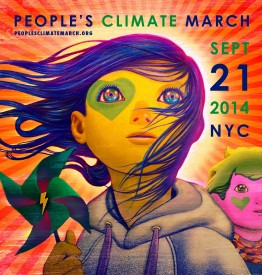 PEOPLE'S CLIMATE MARCH
PEOPLESCLIMATEMARCH.ORG
SEPT
21
2014
NYC